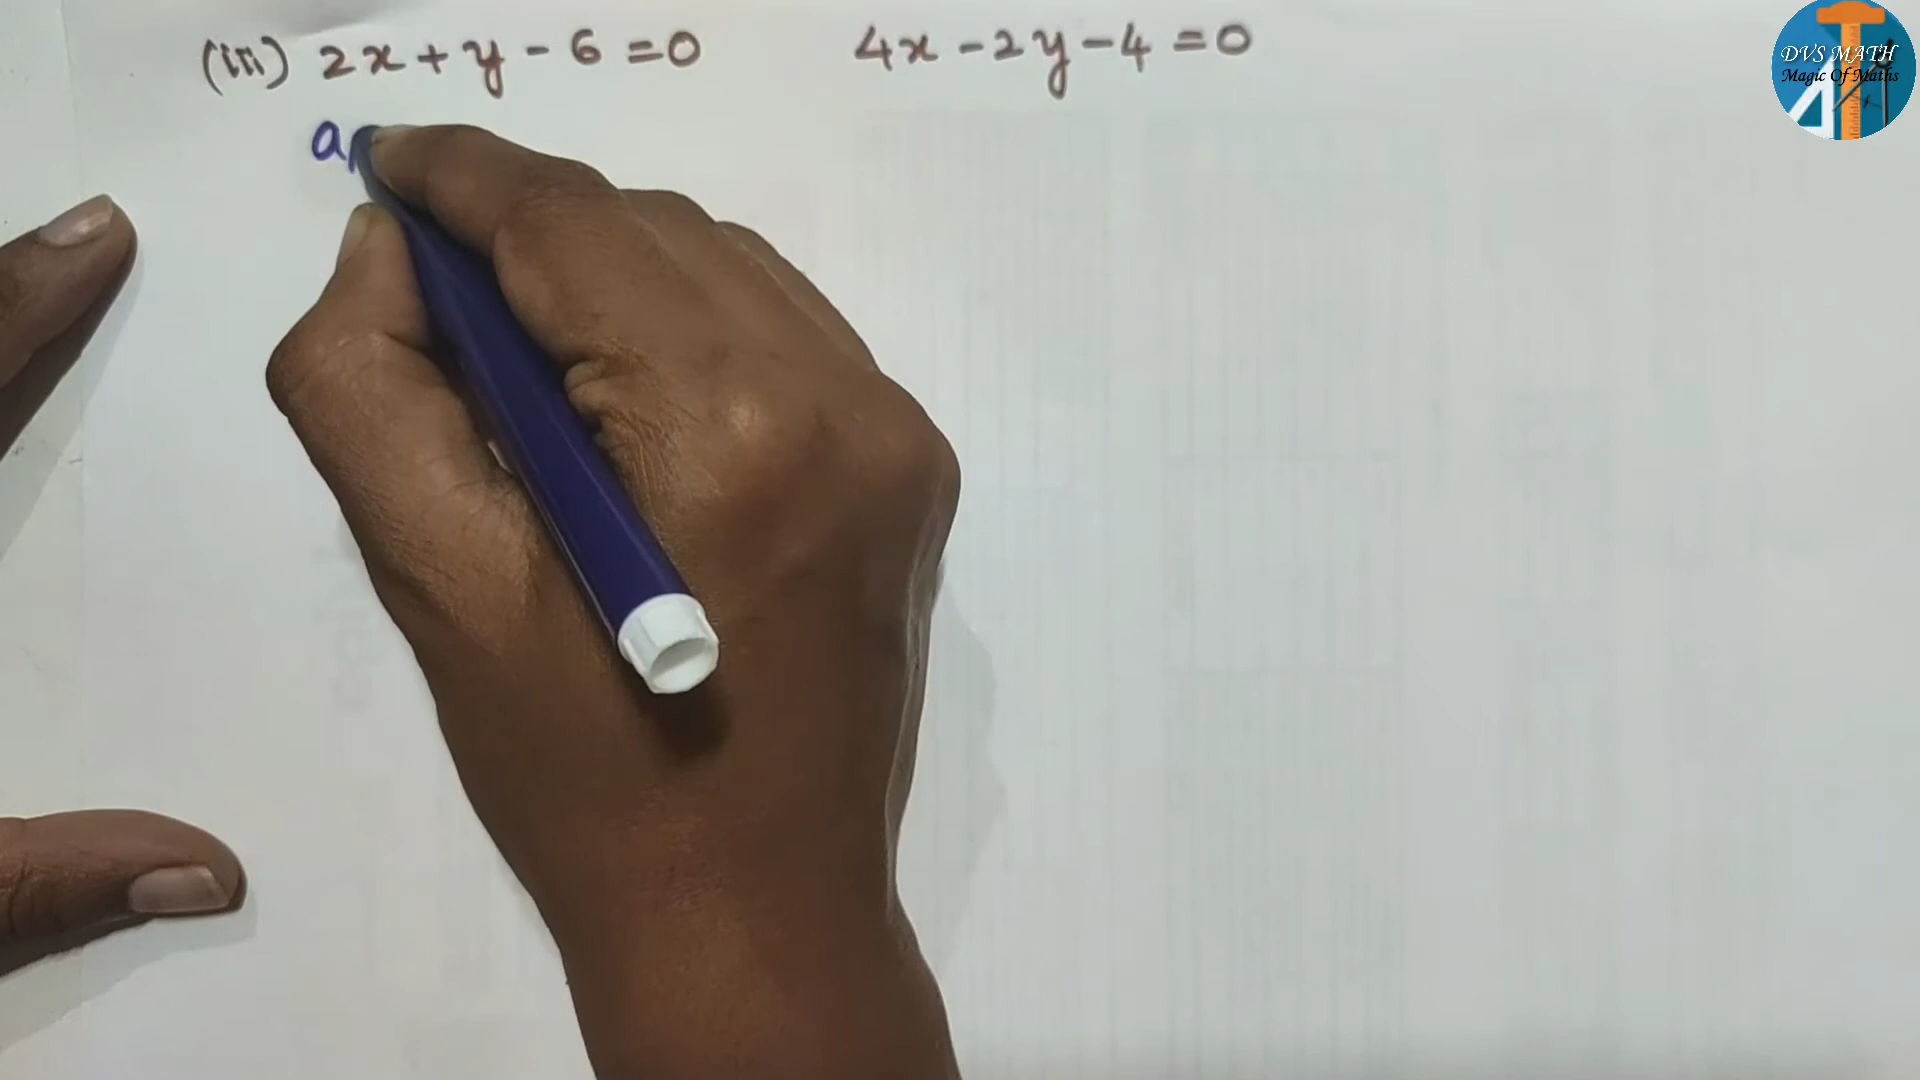 (iii) 2x + y - 6 = 0 4x - 2y - 4 = 0
a
DVS MATH
Magic Of Maths